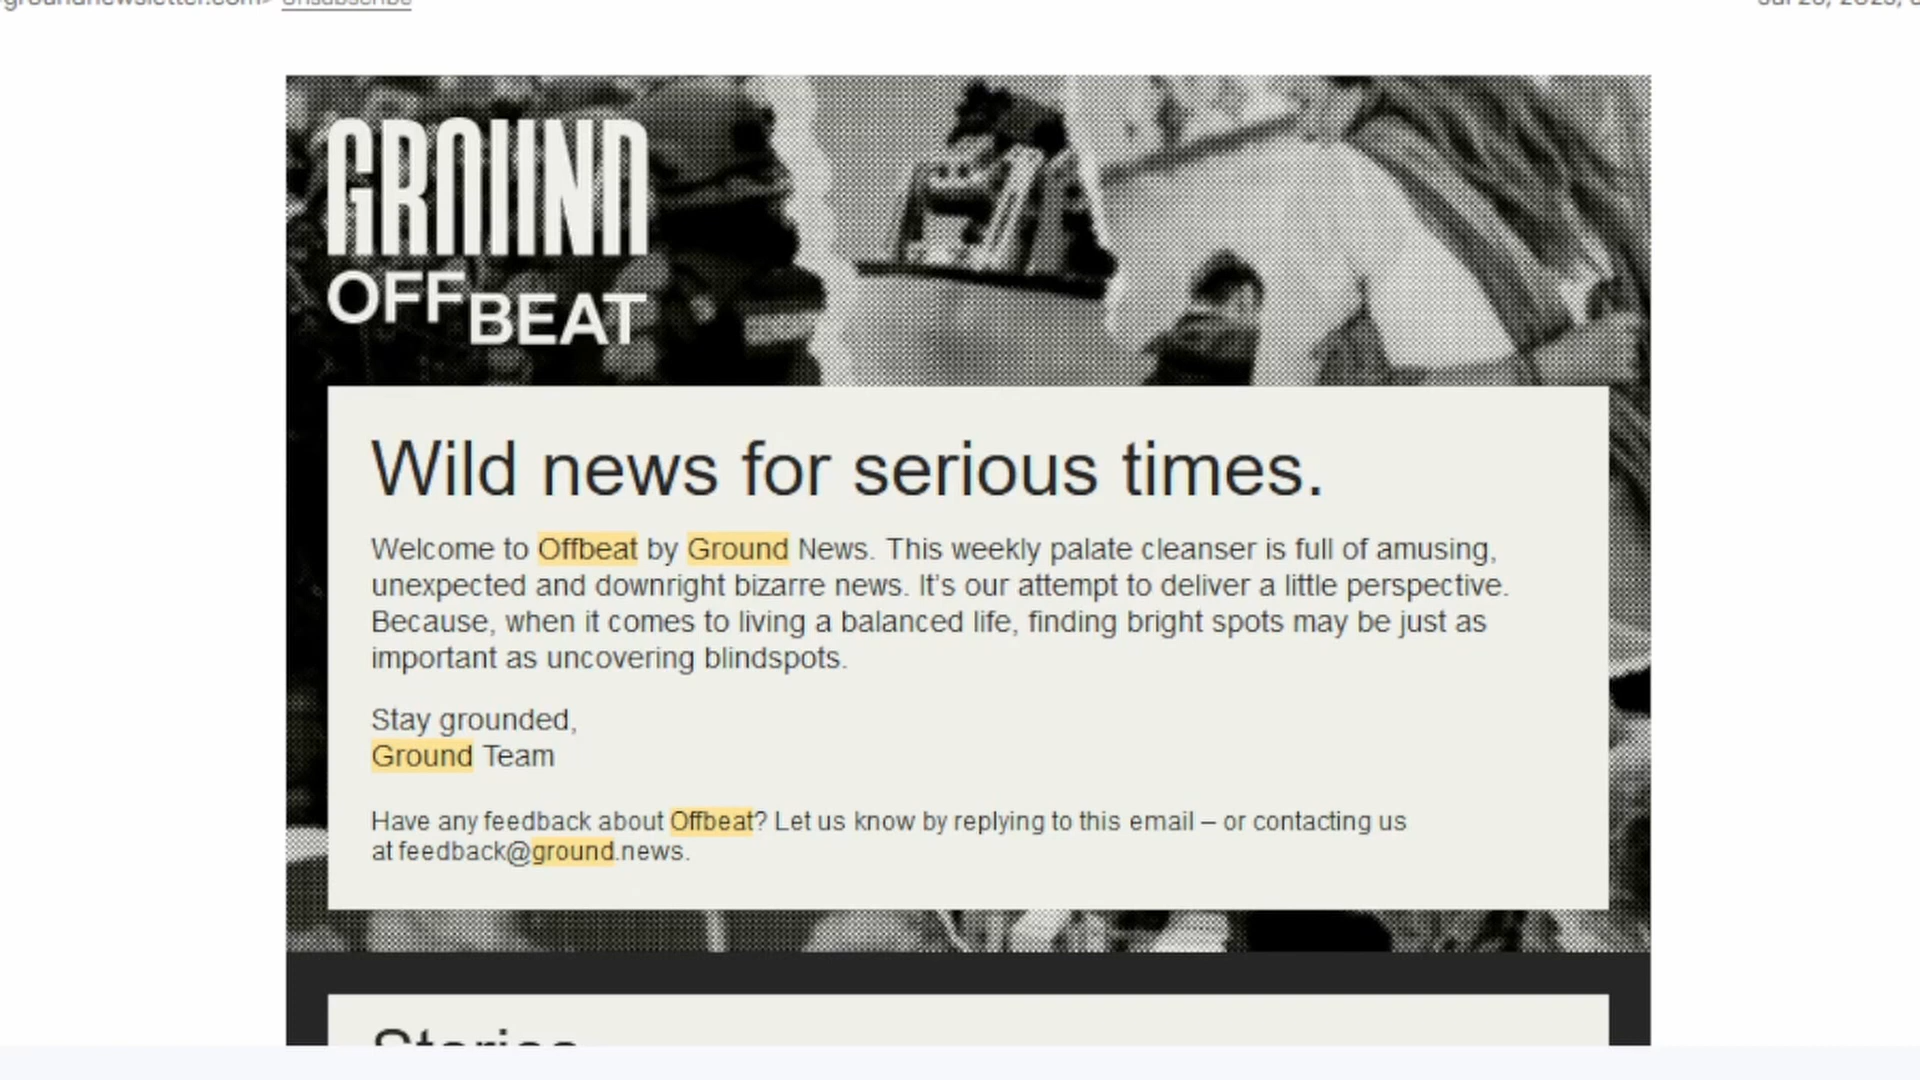 Unsubscribe
GROUND
OFFBEAT
Wild news for serious times.
Welcome to Offbeat by Ground News. This weekly palate cleanser is full of amusing,
unexpected and downright bizarre news. It's our attempt to deliver a little perspective.
Because, when it comes to living a balanced life, finding bright spots may be just as
important as uncovering blindspots.
Stay grounded,
Ground Team
Have any feedback about Offbeat? Let us know by replying to this email – or contacting us
at feedback@ground.news.
Stories